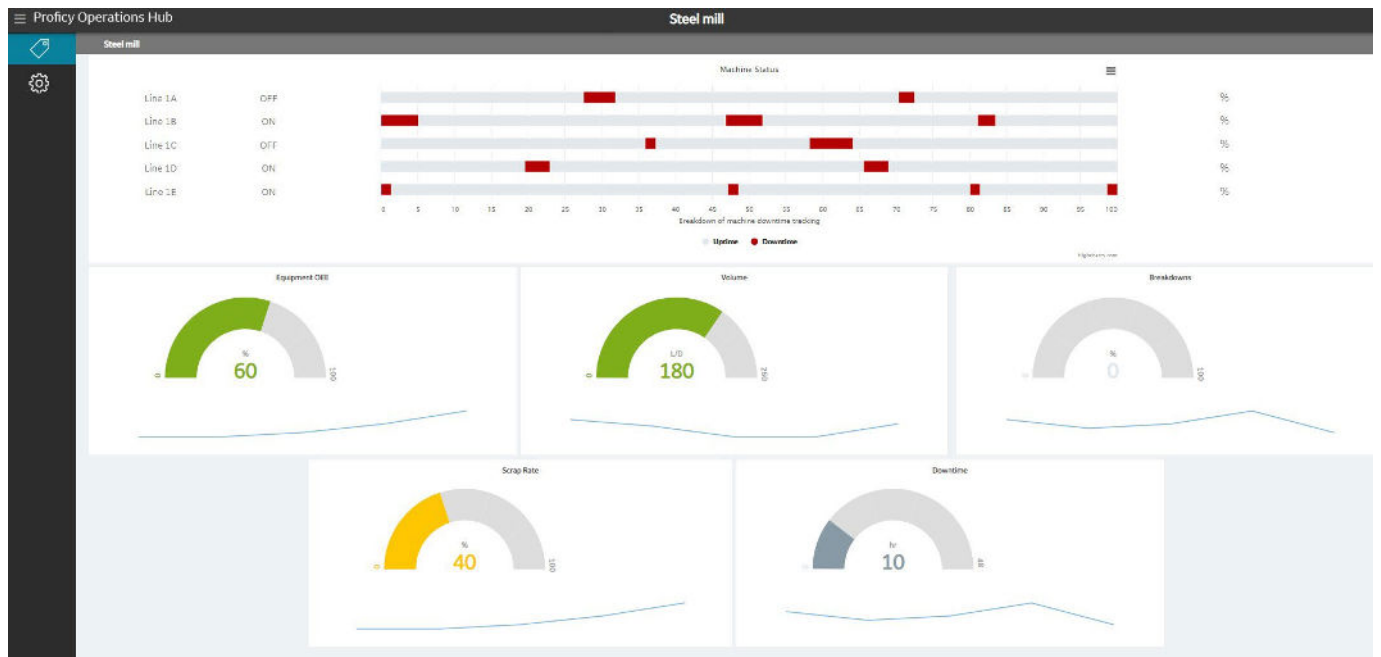 Proficy Operations Hub
Steel mill
Steel mill
Machine Status
Line 1A OFF %
Line 1B ON %
Line 1C OFF %
Line 1D ON %
Line 1E ON %
0 5 10 15 20 25 30 35 40 45 50 55 60 65 70 75 80 85 90 95 100
Breakdown of machine downtime tracking
Uptime Downtime
Equipment
%
60
0 100
Volume
L/D
180
0 250
Breakdowns
%
0
0 100
Scrap Rate
%
40
0 100
Downtime
hr
10
0 48